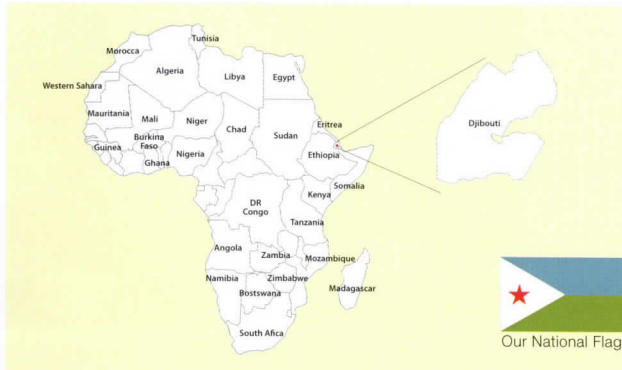 Tunisia
Morocca
Algeria
Libya
Egypt
Western Sahara
Mauritania
Mali
Niger
Chad
Sudan
Eritrea
Djibouti
Burkina
Faso
Guinea
Ghana
Nigeria
Ethiopia
Somalia
Kenya
DR
Congo
Tanzania
Angola
Zambia
Mozambique
Namibia
Zimbabwe
Bostswana
Madagascar
South Afica
Our National Flag